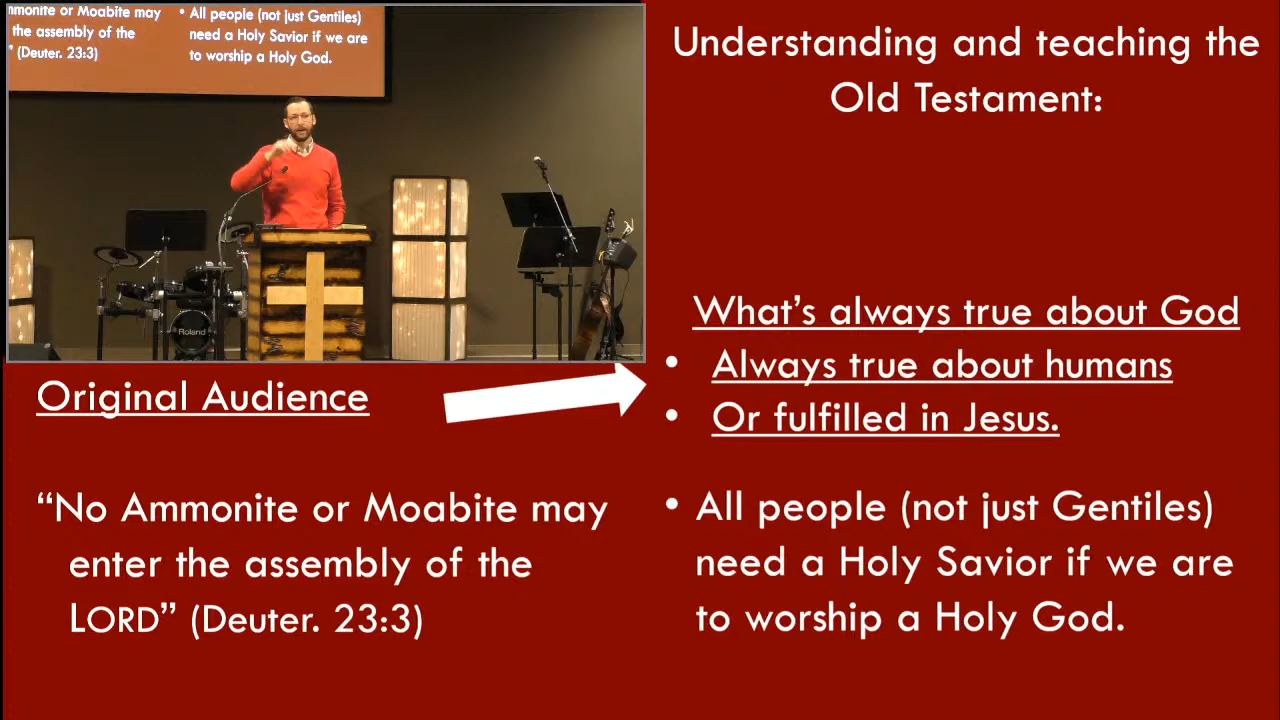 mmonite or Moabite may
the assembly of the
" (Deuter. 23:3)
• All people (not just Gentiles)
need a Holy Savior if we are
to worship a Holy God.
Roland
Understanding and teaching the
Old Testament:
Original Audience
"No Ammonite or Moabite may
enter the assembly of the
LORD" (Deuter. 23:3)
What's always true about God
• Always true about humans
• Or fulfilled in Jesus.
• All people (not just Gentiles)
need a Holy Savior if we are
to worship a Holy God.